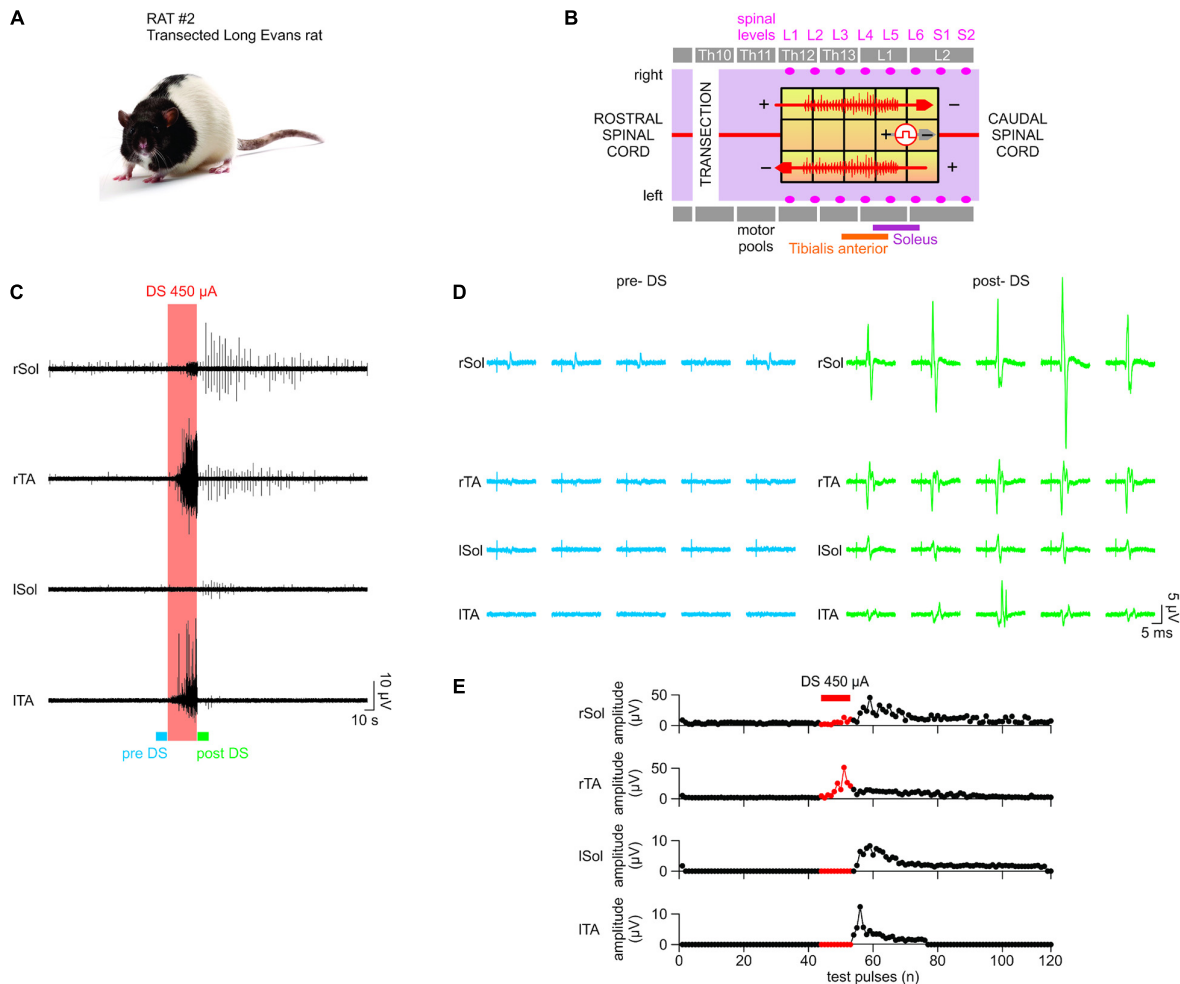 A
RAT #2
Transected Long Evans rat
B
spinal
levels
L1 L2 L3 L4 L5 L6 S1 S2
Th10 Th11 Th12 Th13 L1 L2
right
+ −
ROSTRAL
SPINAL
CORD
TRANSECTION
+ −
CAUDAL
SPINAL
CORD
− +
left
motor
pools
Soleus
Tibialis anterior
C
DS 450 µA
rSol
rTA
lSol
lTA
10 µV
10 s
pre DS
post DS
D
pre- DS
post- DS
rSol
rSol
rTA
rTA
lSol
lSol
lTA
lTA
5 µV
5 ms
E
DS 450 µA
rSol
amplitude
(µV)
50
0
rTA
amplitude
(µV)
50
0
lSol
amplitude
(µV)
10
0
lTA
amplitude
(µV)
10
0
0 20 40 60 80 100 120
test pulses (n)